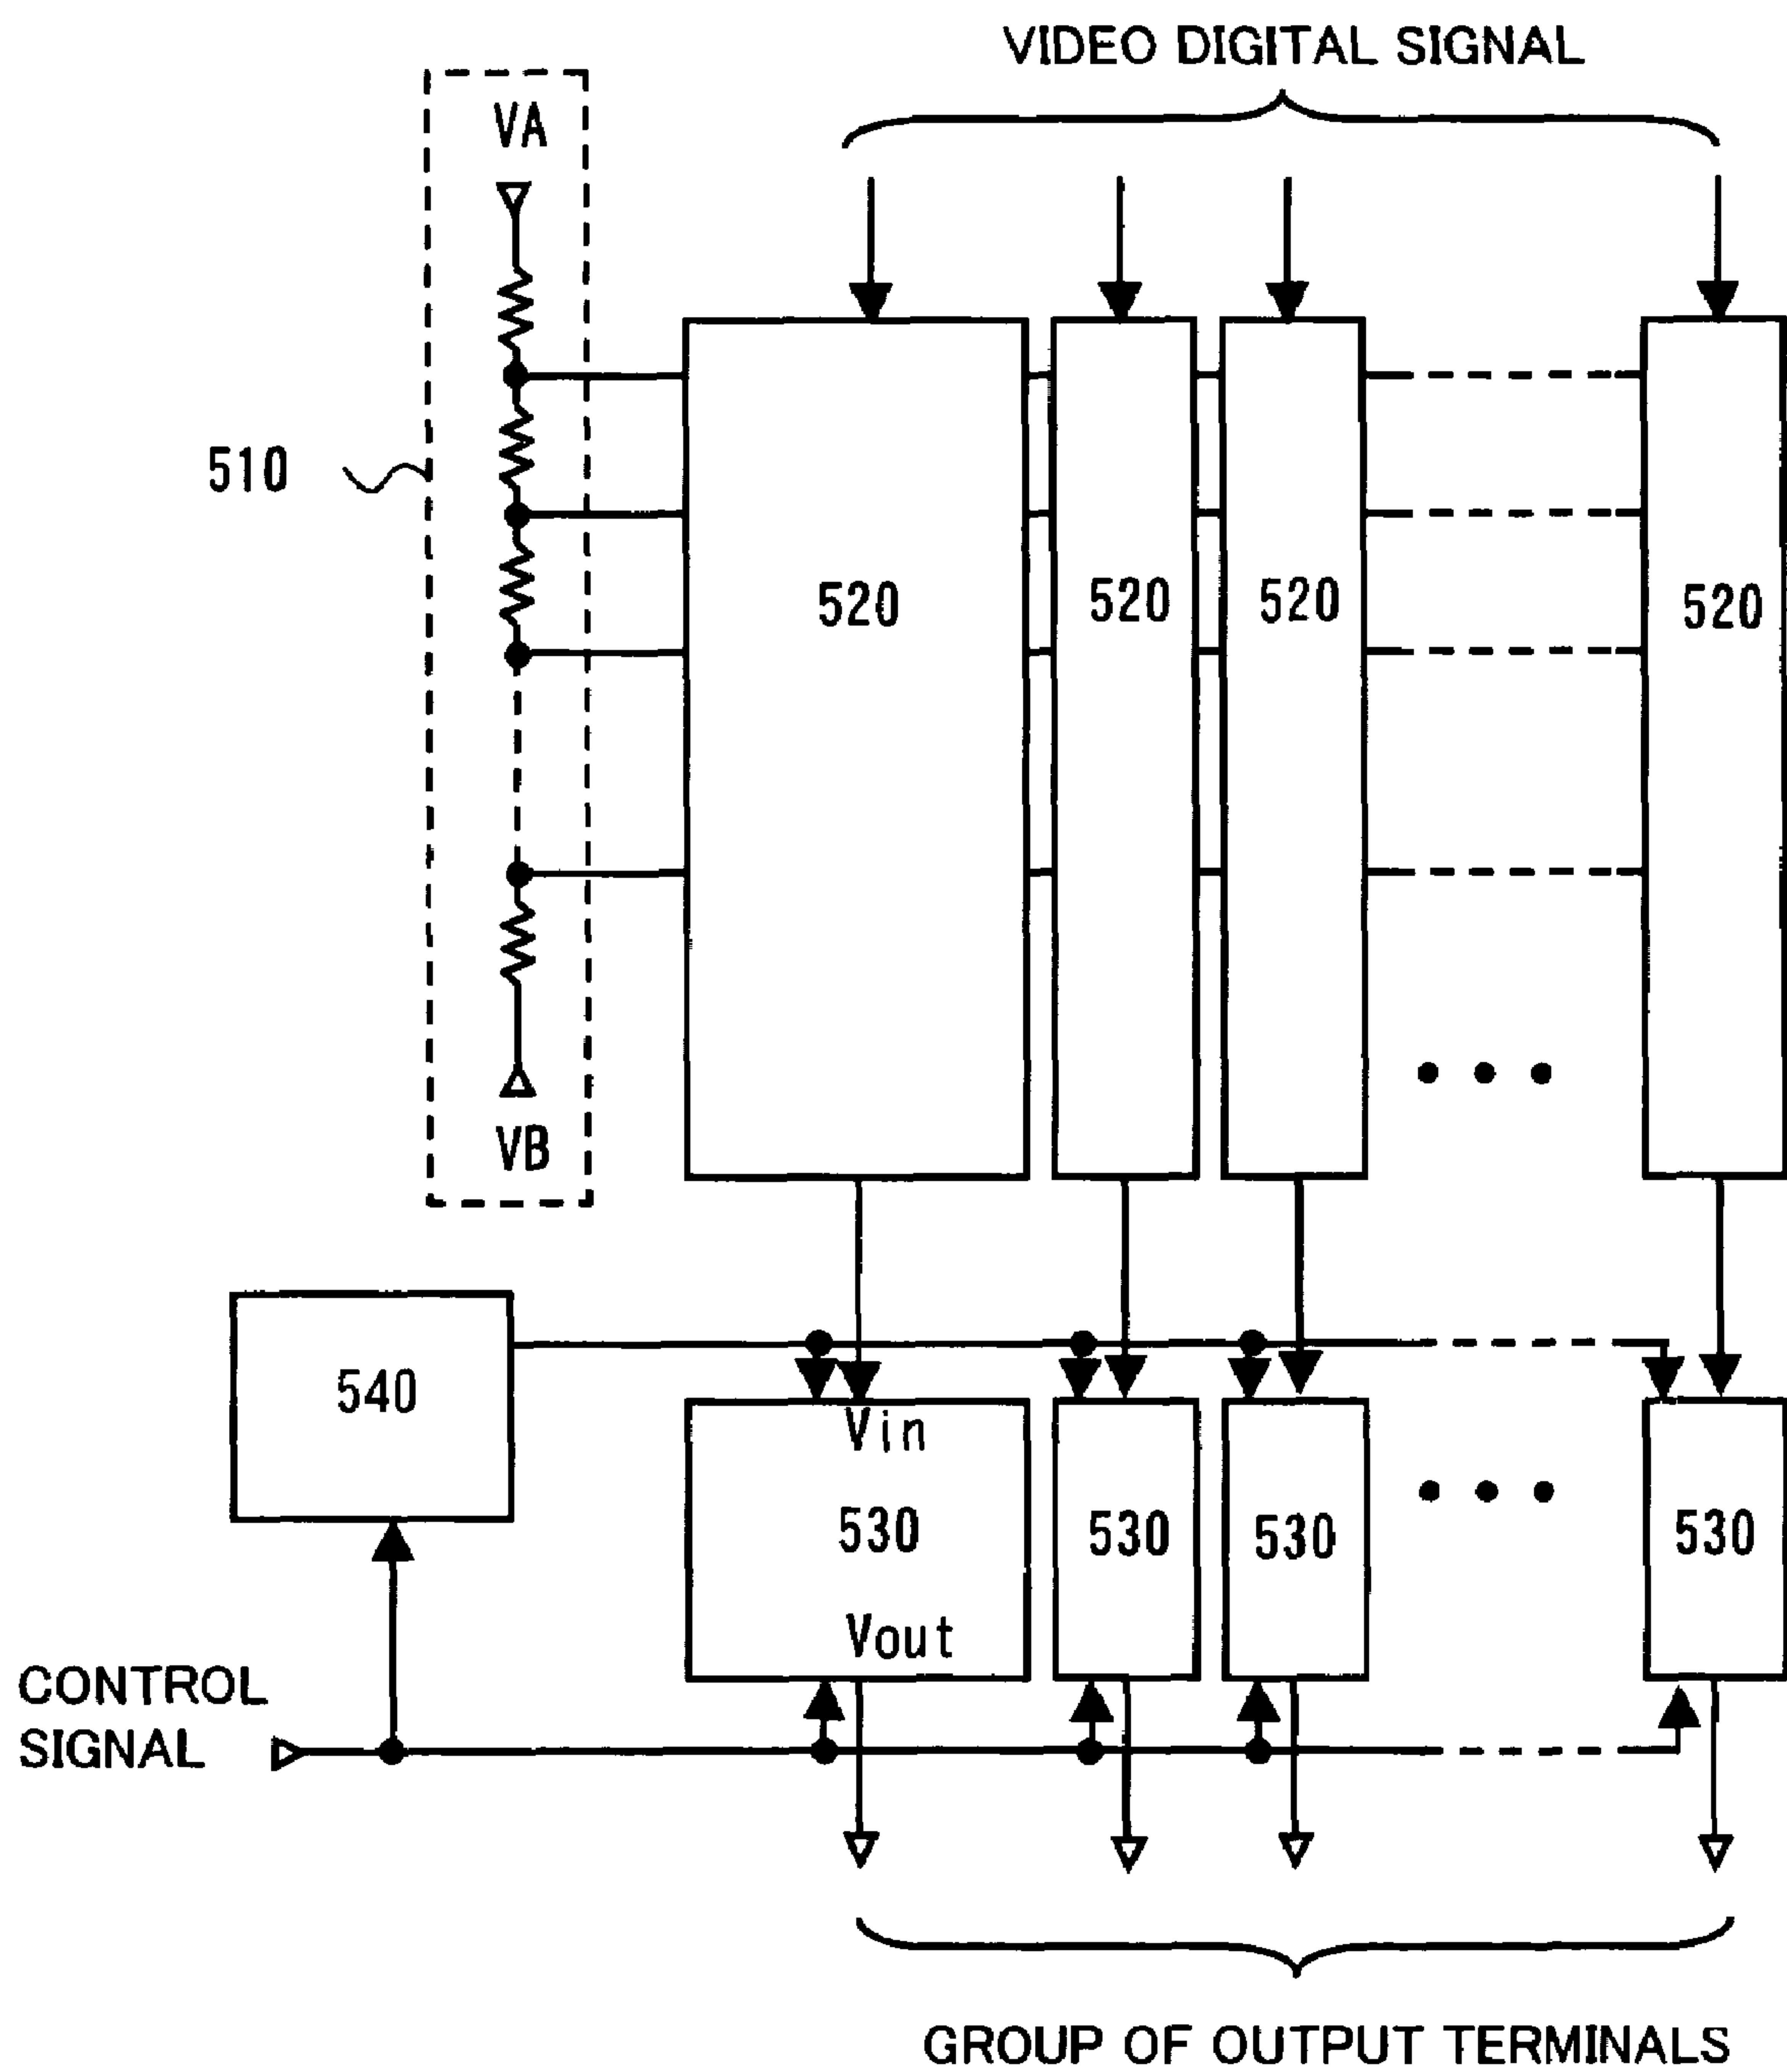 VIDEO DIGITAL SIGNAL
VA
510
520 520 520 520
VB
540
Vin
530 530 530 530
Vout
CONTROL
SIGNAL
GROUP OF OUTPUT TERMINALS